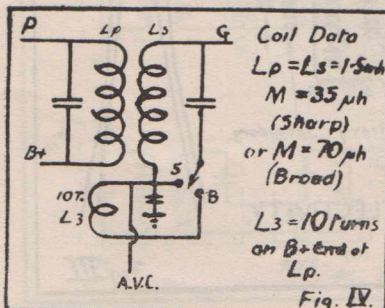 P Lp Ls G
Coil Data
Lp=Ls=1·5mh
M = 35 µh
(Sharp)
or M = 70 µh
(Broad)
B+
S
B
10T.
L3
L3 = 10 turns
on B+ end of
Lp.
A.V.C.
Fig. IV.